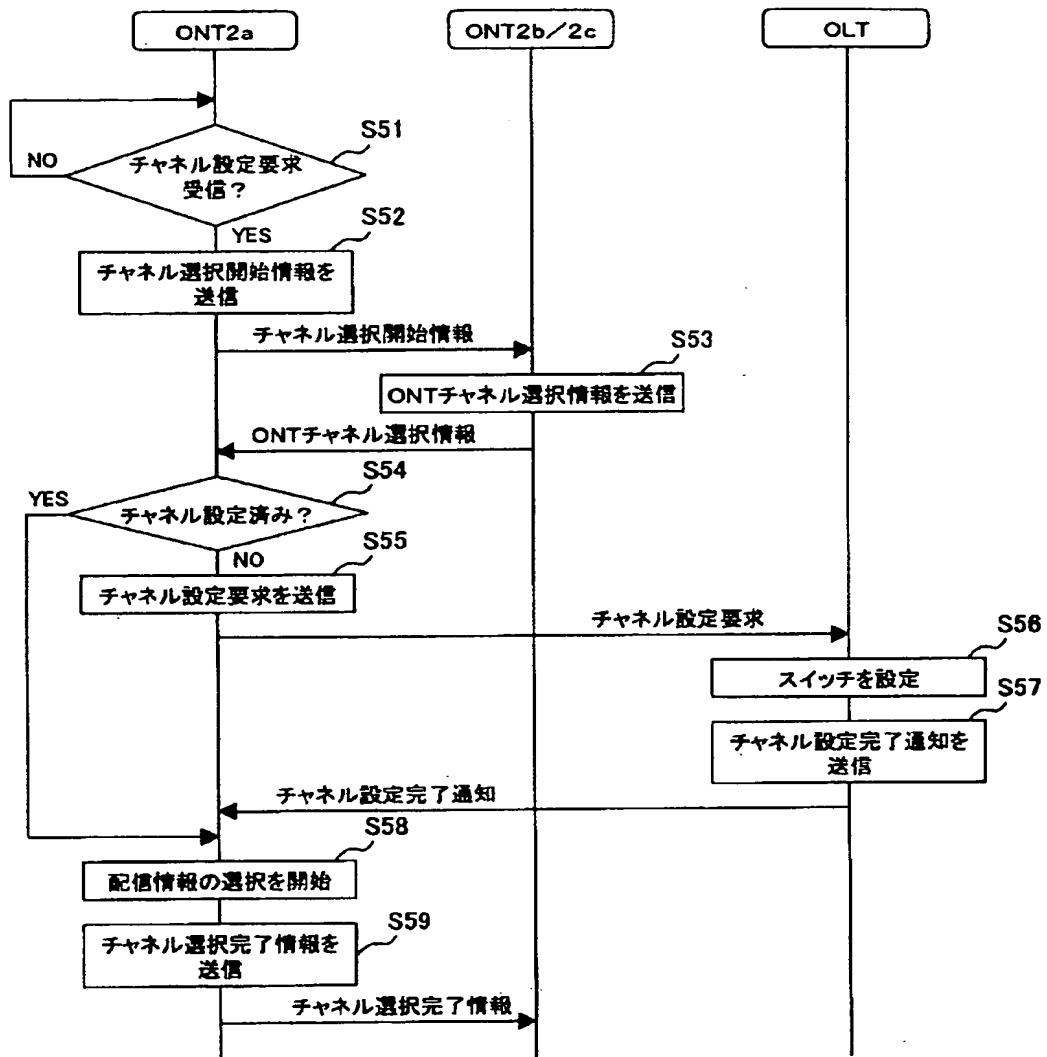 ONT2a
ONT2b／2c
OLT
S51
チャネル設定要求
受信？
NO
YES
S52
チャネル選択開始情報を
送信
チャネル選択開始情報
S53
ONTチャネル選択情報を送信
ONTチャネル選択情報
S54
YES
チャネル設定済み？
NO
S55
チャネル設定要求を送信
チャネル設定要求
S56
スイッチを設定
S57
チャネル設定完了通知を
送信
チャネル設定完了通知
S58
配信情報の選択を開始
S59
チャネル選択完了情報を
送信
チャネル選択完了情報